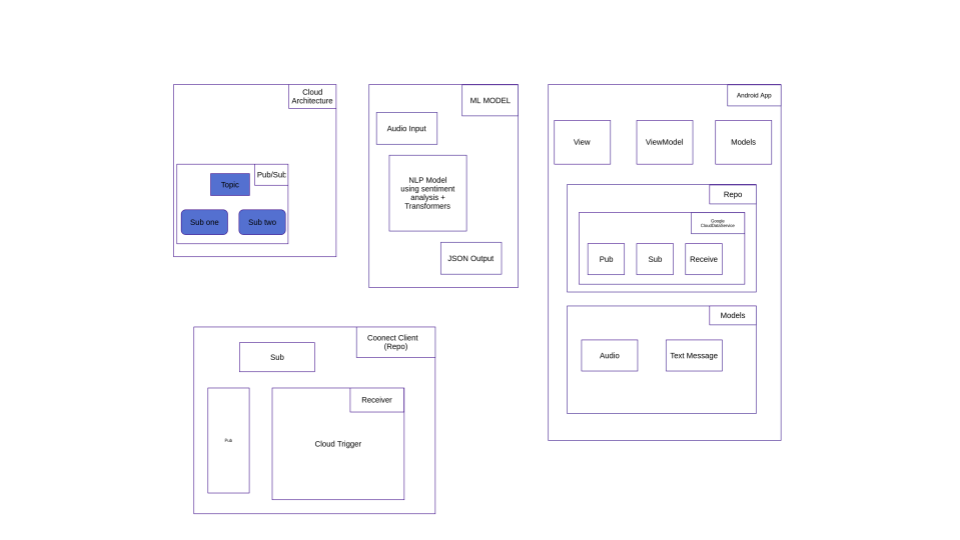 Cloud
Architecture
Pub/Sub
Topic
Sub one
Sub two
ML MODEL
Audio Input
NLP Model
using sentiment
analysis +
Transformers
JSON Output
Android App
View
ViewModel
Models
Repo
Google
CloudDataService
Pub
Sub
Receive
Models
Audio
Text Message
Coonect Client
(Repo)
Sub
Pub
Receiver
Cloud Trigger